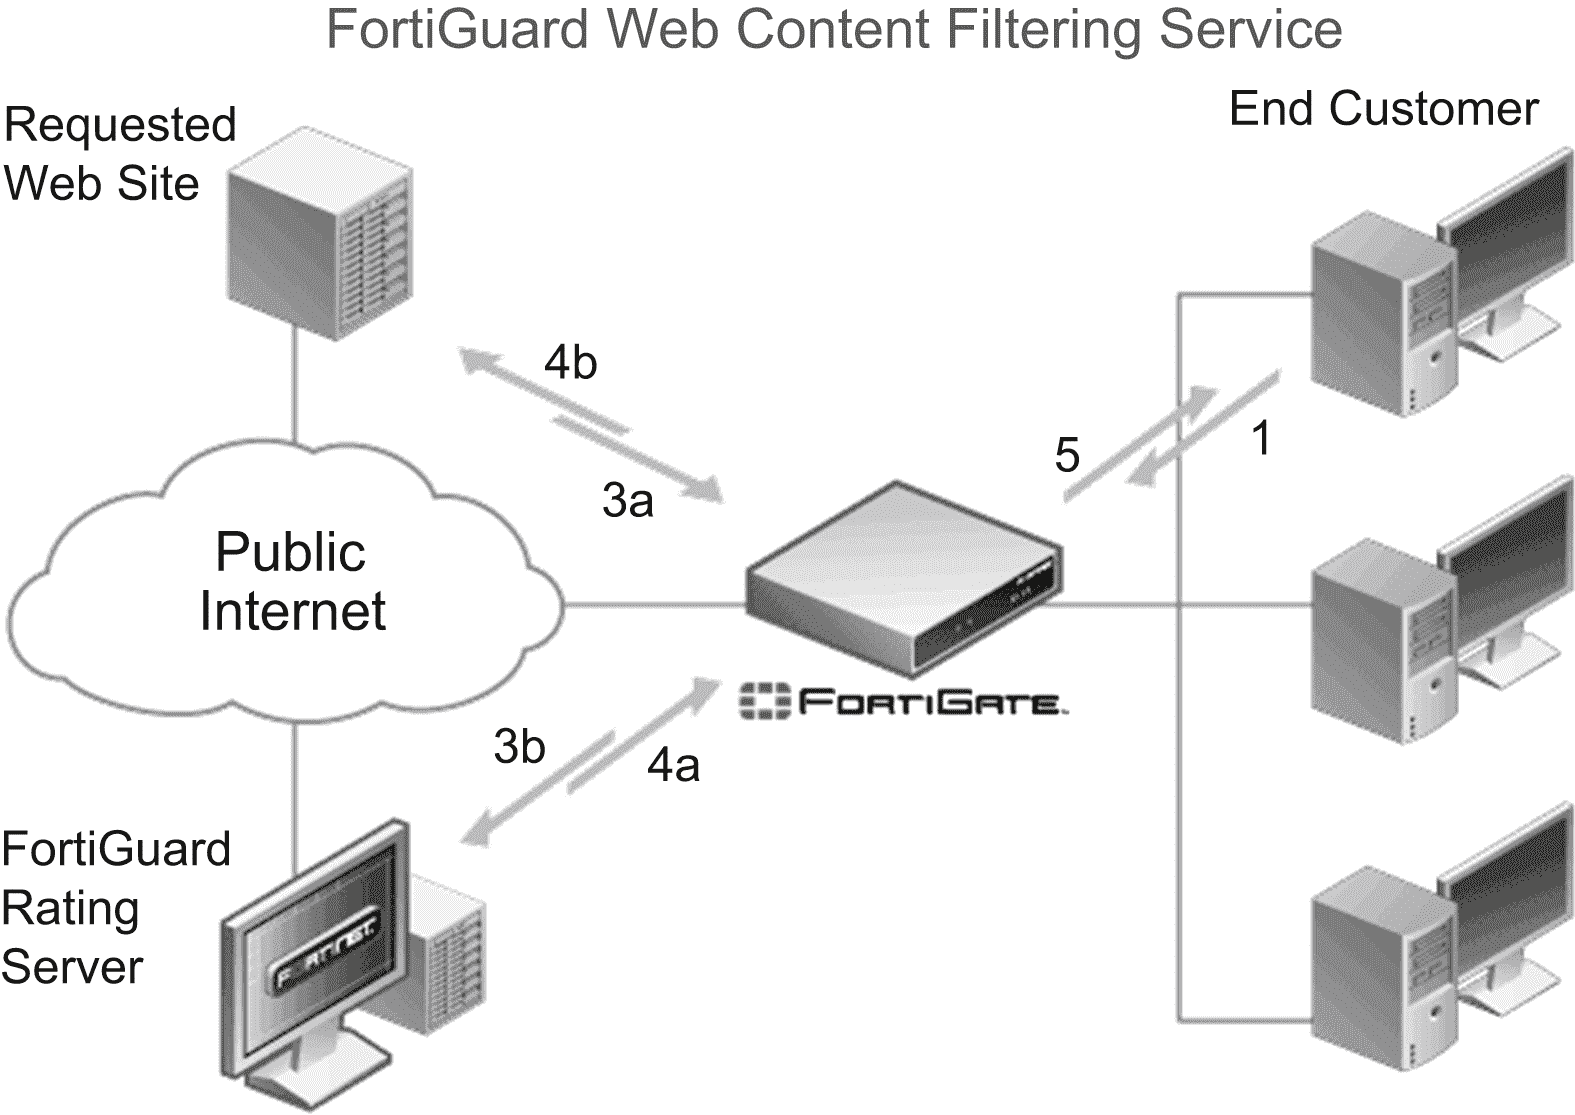 FortiGuard Web Content Filtering Service
Requested
Web Site
End Customer
4b
3a
5
1
Public
Internet
FORTIGATE
3b
4a
FortiGuard
Rating
Server
FORTINET